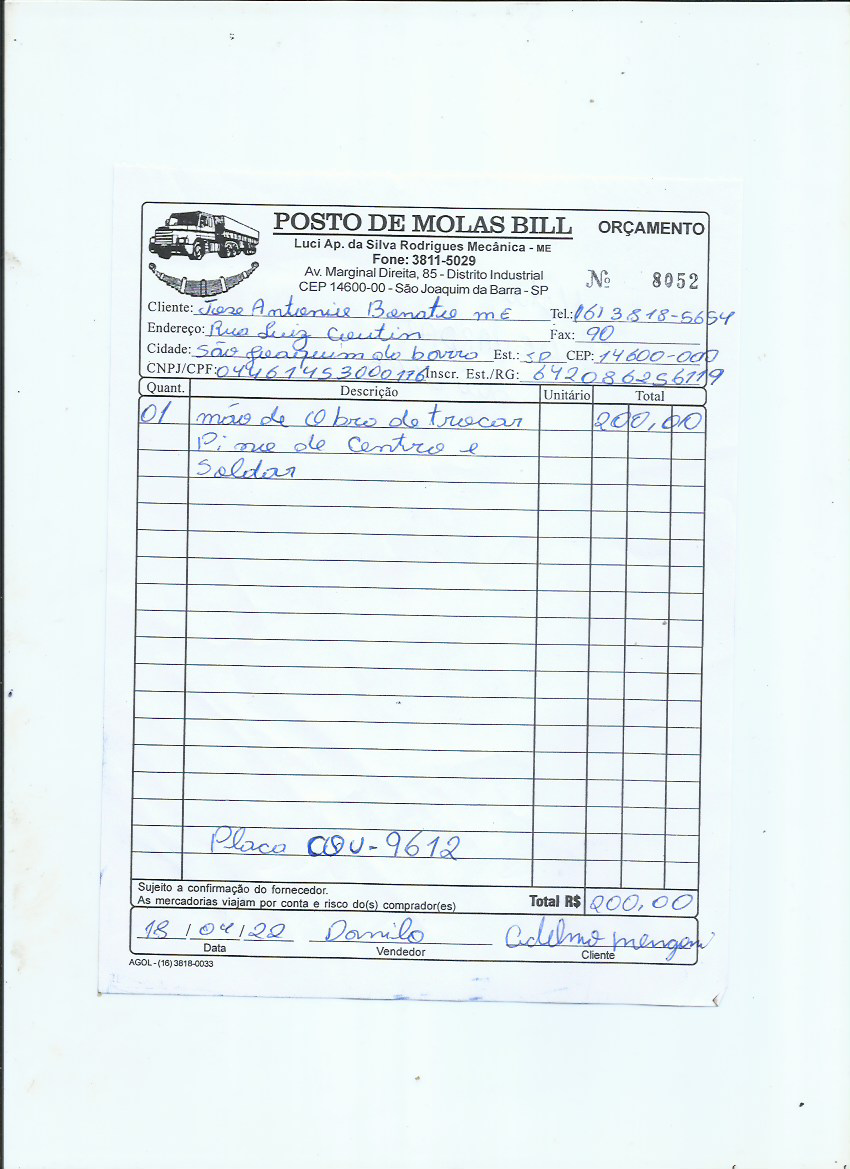 POSTO DE MOLAS BILL
ORÇAMENTO
Luci Ap. da Silva Rodrigues Mecânica - ME
Fone: 3811-5029
Av. Marginal Direita, 85 - Distrito Industrial
CEP 14600-00 - São Joaquim da Barra - SP
Nº 8052
Cliente: Jose Antonio Bonatto ME Tel.: (16) 3818-5654
Endereço: Rua Luiz Fax: 90
Cidade: São Joaquim da barra Est.: SP CEP: 14600-000
CNPJ/CPF: 04461453000116 Inscr. Est./RG: 642086256119
Quant. Descrição Unitário Total
01 mão de Obra de trocar 200,00
Pino de Centro e
Soldar
Placa COU-9612
Sujeito a confirmação do fornecedor.
As mercadorias viajam por conta e risco do(s) comprador(es)
Total R$ 200,00
18 / 04 / 22 Danilo
Data Vendedor Cliente
AGOL - (16) 3818-0033